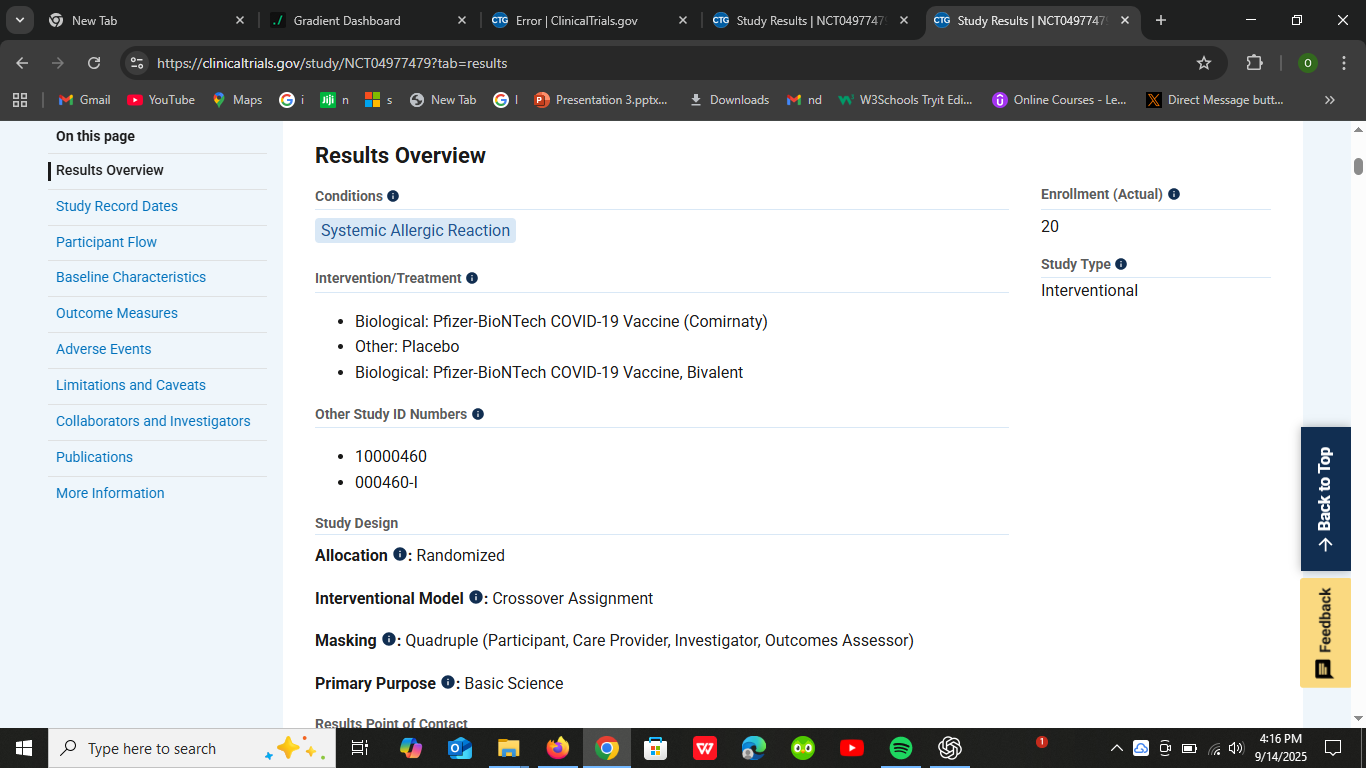 New Tab
Gradient Dashboard
CTG Error | ClinicalTrials.gov
CTG Study Results | NCT0497747
CTG Study Results | NCT0497747
https://clinicaltrials.gov/study/NCT04977479?tab=results
O
Gmail
YouTube
Maps
i
Jiji n
s
New Tab
l
Presentation 3.pptx...
Downloads
nd
W3Schools Tryit Edi...
Online Courses - Le...
Direct Message butt...
On this page
Results Overview
Study Record Dates
Participant Flow
Baseline Characteristics
Outcome Measures
Adverse Events
Limitations and Caveats
Collaborators and Investigators
Publications
More Information
Results Overview
Conditions
Systemic Allergic Reaction
Intervention/Treatment
• Biological: Pfizer-BioNTech COVID-19 Vaccine (Comirnaty)
• Other: Placebo
• Biological: Pfizer-BioNTech COVID-19 Vaccine, Bivalent
Other Study ID Numbers
• 10000460
• 000460-I
Study Design
Allocation : Randomized
Interventional Model : Crossover Assignment
Masking : Quadruple (Participant, Care Provider, Investigator, Outcomes Assessor)
Primary Purpose : Basic Science
Results Point of Contact
Enrollment (Actual)
20
Study Type
Interventional
→ Back to Top
Feedback
Type here to search
1
4:16 PM
9/14/2025